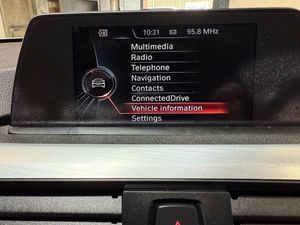 10:31 95.8 MHz
Multimedia
Radio
Telephone
Navigation
Contacts
ConnectedDrive
Vehicle information
Settings